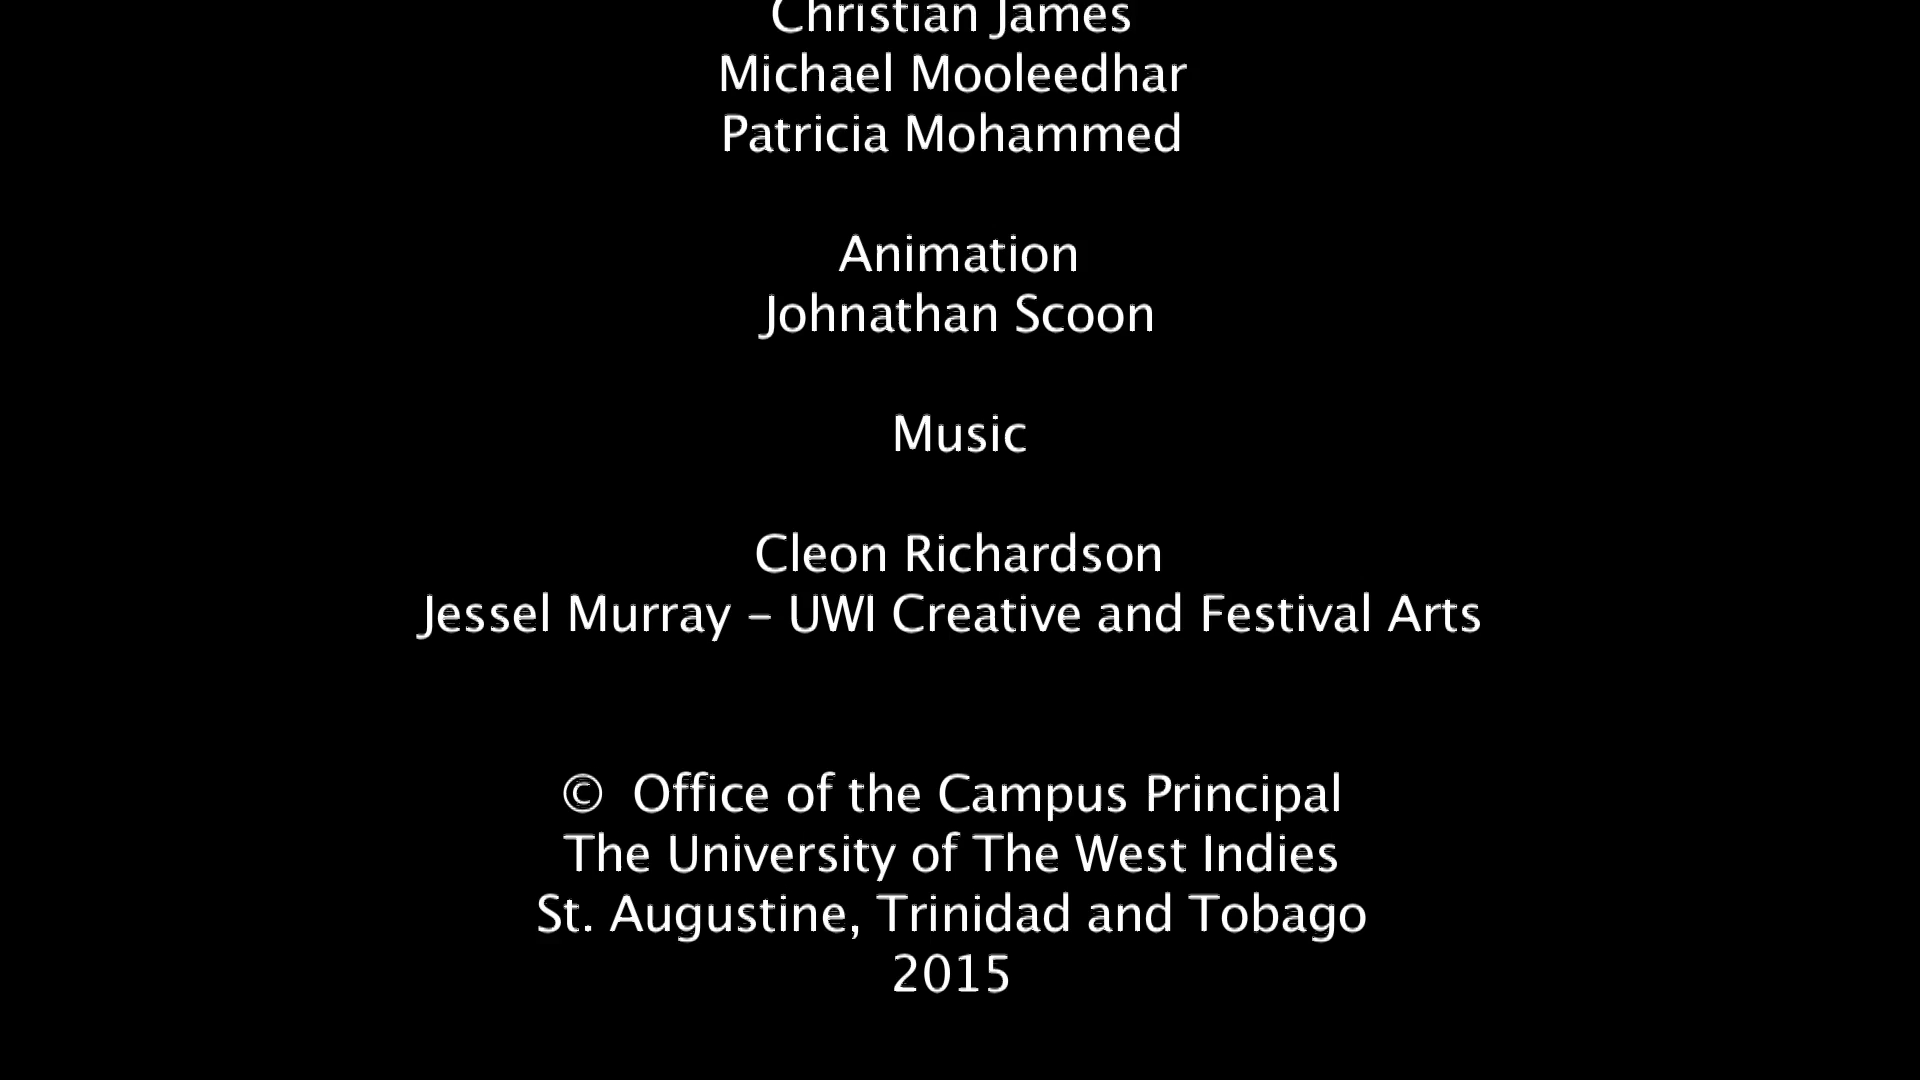 Christian James
Michael Mooleedhar
Patricia Mohammed
Animation
Johnathan Scoon
Music
Cleon Richardson
Jessel Murray – UWI Creative and Festival Arts
© Office of the Campus Principal
The University of The West Indies
St. Augustine, Trinidad and Tobago
2015